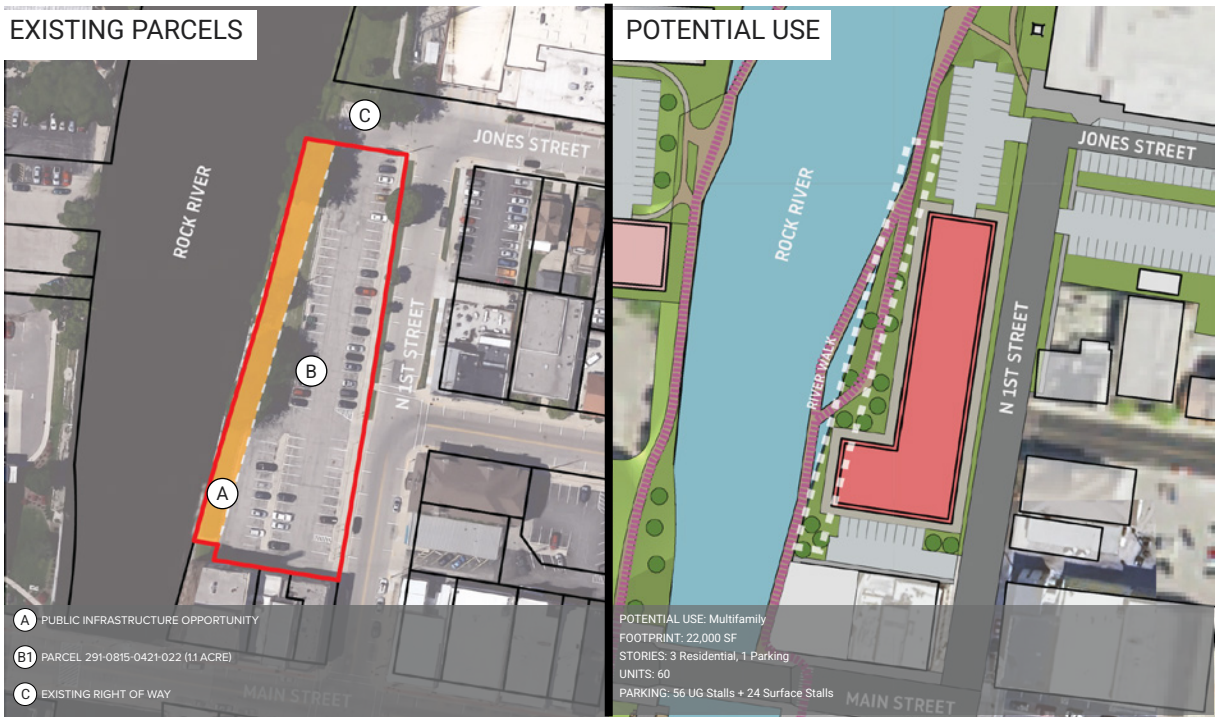 EXISTING PARCELS
C
JONES STREET
ROCK RIVER
N 1ST STREET
B
A
A PUBLIC INFRASTRUCTURE OPPORTUNITY
B1 PARCEL 291-0815-0421-022 (1.1 ACRE)
C EXISTING RIGHT OF WAY
MAIN STREET
POTENTIAL USE
JONES STREET
ROCK RIVER
N 1ST STREET
RIVER WALK
POTENTIAL USE: Multifamily
FOOTPRINT: 22,000 SF
STORIES: 3 Residential, 1 Parking
UNITS: 60
PARKING: 56 UG Stalls + 24 Surface Stalls
MAIN STREET